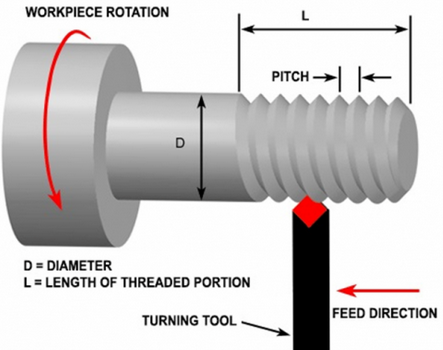 WORKPIECE ROTATION
L
PITCH
D
D = DIAMETER
L = LENGTH OF THREADED PORTION
FEED DIRECTION
TURNING TOOL